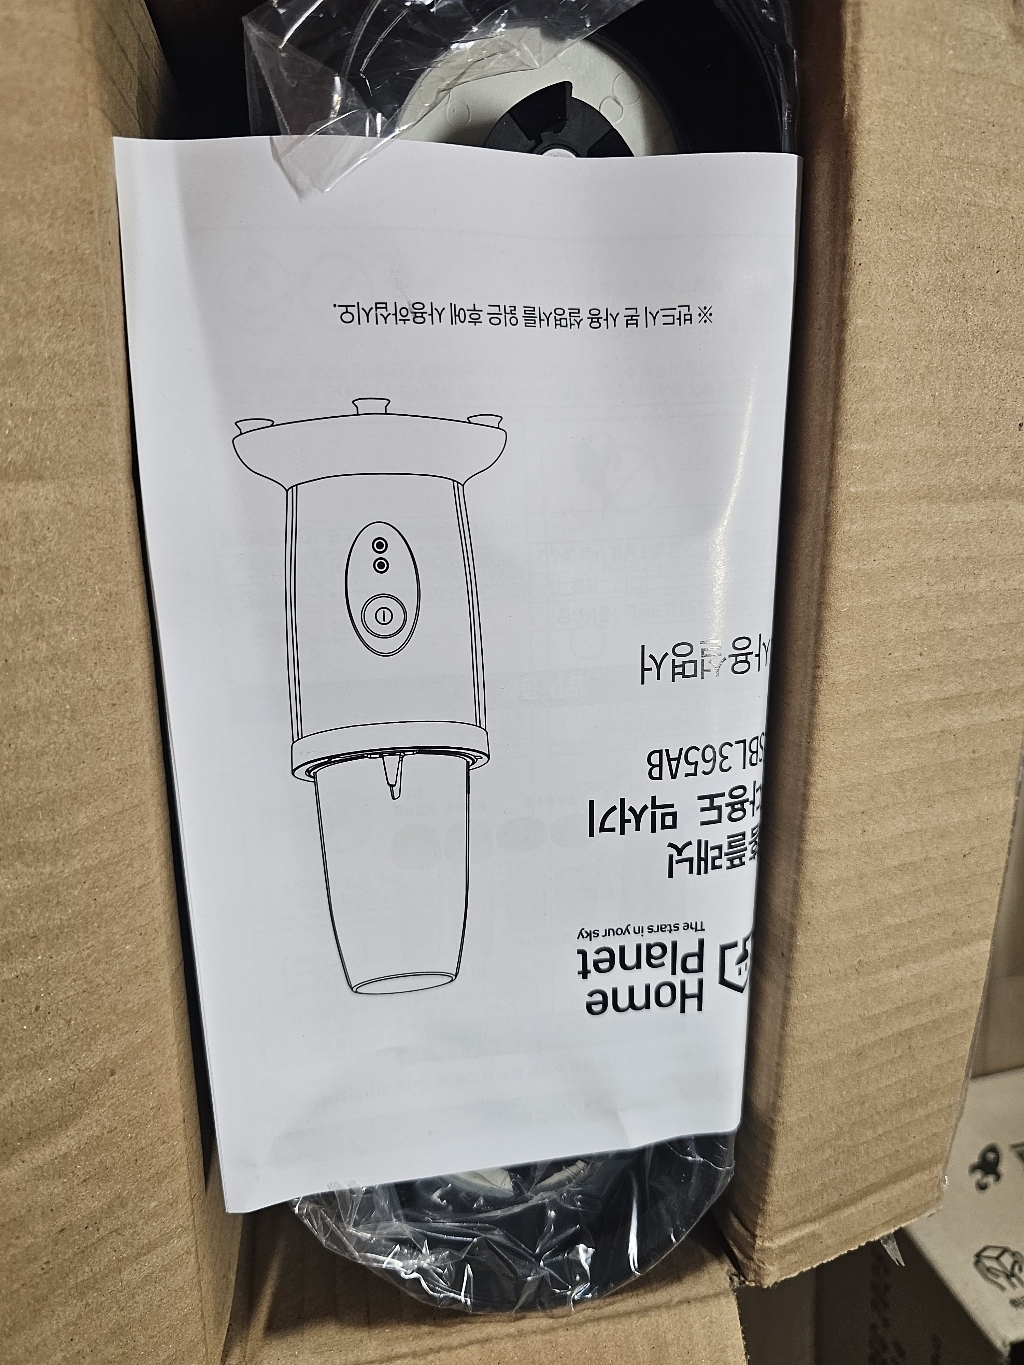 Home
Planet
The stars in your sky
홈플래닛
다용도 믹서기
SBL365AB
사용설명서
※ 반드시 본 사용 설명서를 읽은 후에 사용하십시오.